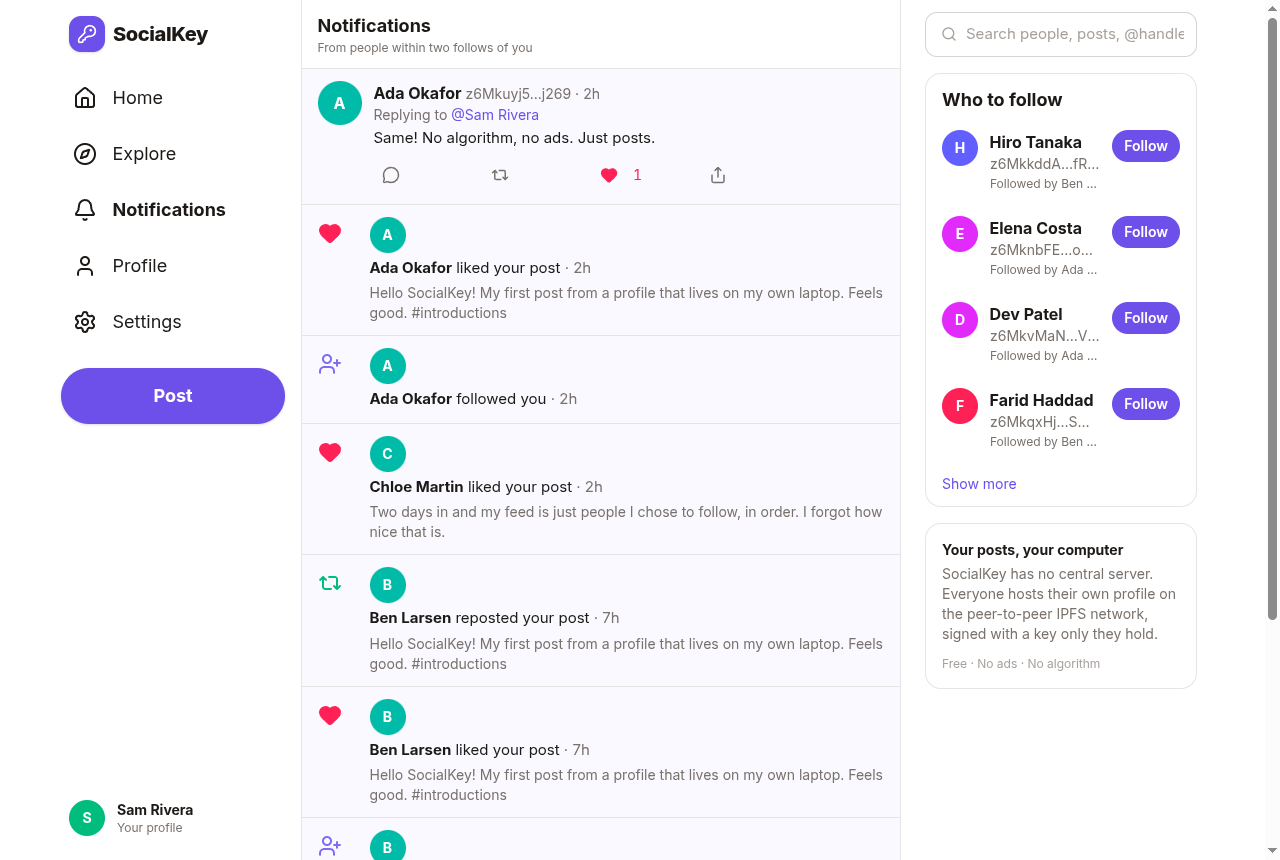 SocialKey
Home
Explore
Notifications
Profile
Settings
Post
S
Sam Rivera
Your profile
Notifications
From people within two follows of you
A
Ada Okafor z6Mkuyj5...j269 · 2h
Replying to @Sam Rivera
Same! No algorithm, no ads. Just posts.
1
A
Ada Okafor liked your post · 2h
Hello SocialKey! My first post from a profile that lives on my own laptop. Feels
good. #introductions
A
Ada Okafor followed you · 2h
C
Chloe Martin liked your post · 2h
Two days in and my feed is just people I chose to follow, in order. I forgot how
nice that is.
B
Ben Larsen reposted your post · 7h
Hello SocialKey! My first post from a profile that lives on my own laptop. Feels
good. #introductions
B
Ben Larsen liked your post · 7h
Hello SocialKey! My first post from a profile that lives on my own laptop. Feels
good. #introductions
B
Search people, posts, @handle
Who to follow
H
Hiro Tanaka
z6MkkddA...fR...
Followed by Ben ...
Follow
E
Elena Costa
z6MknbFE...o...
Followed by Ada ...
Follow
D
Dev Patel
z6MkvMaN...V...
Followed by Ada ...
Follow
F
Farid Haddad
z6MkqxHj...S...
Followed by Ben ...
Follow
Show more
Your posts, your computer
SocialKey has no central server.
Everyone hosts their own profile on
the peer-to-peer IPFS network,
signed with a key only they hold.
Free · No ads · No algorithm